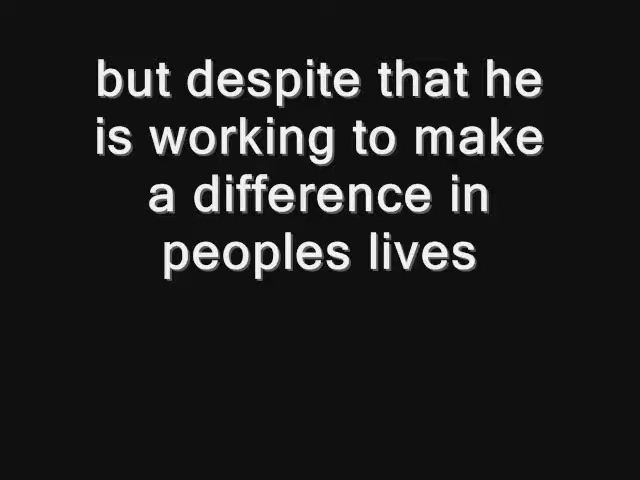 but despite that he
is working to make
a difference in
peoples lives